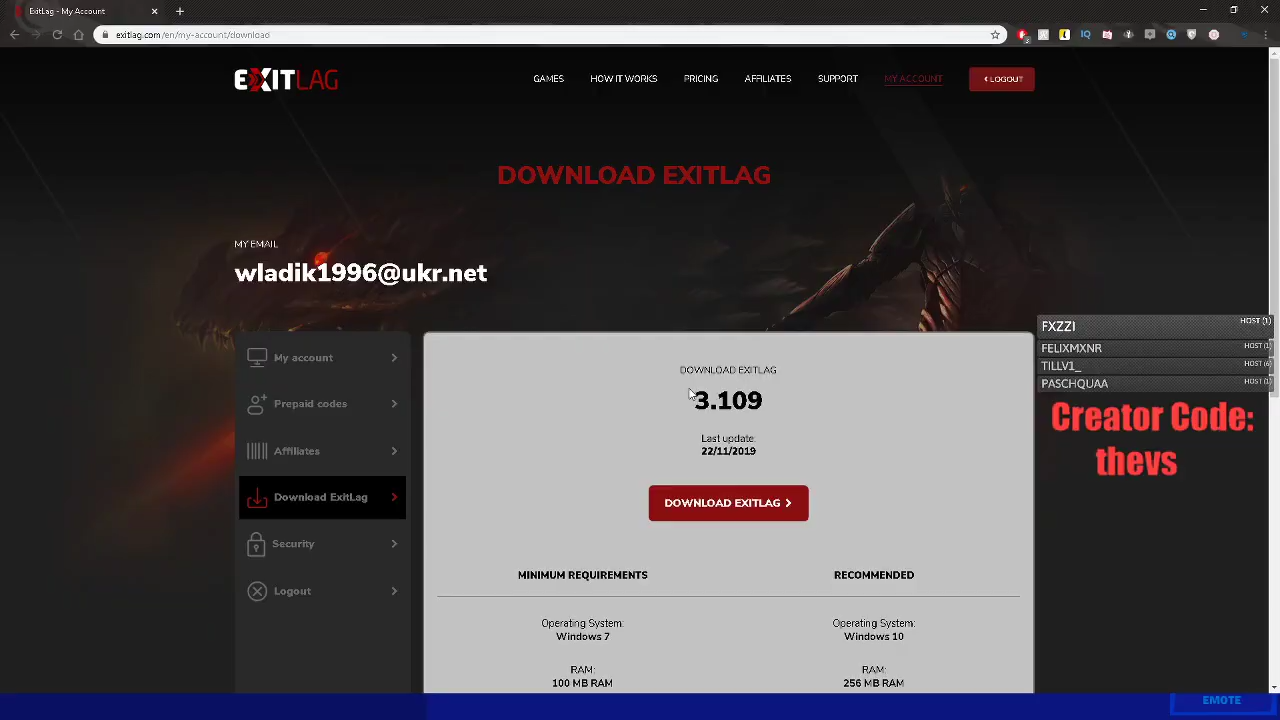 ExitLag - My Account
exitlag.com/en/my-account/download
EXITLAG
GAMES HOW IT WORKS PRICING AFFILIATES SUPPORT MY ACCOUNT LOGOUT
DOWNLOAD EXITLAG
MY EMAIL
wladik1996@ukr.net
My account
Prepaid codes
Affiliates
Download ExitLag
Security
Logout
DOWNLOAD EXITLAG
3.109
Last update:
22/11/2019
DOWNLOAD EXITLAG
MINIMUM REQUIREMENTS RECOMMENDED
Operating System: Operating System:
Windows 7 Windows 10
RAM: RAM:
100 MB RAM 256 MB RAM
FXZZI HOST (1)
FELIXMXNR HOST (1)
TILLV1_ HOST (6)
PASCHQUAA HOST (1)
Creator Code:
thevs
EMOTE